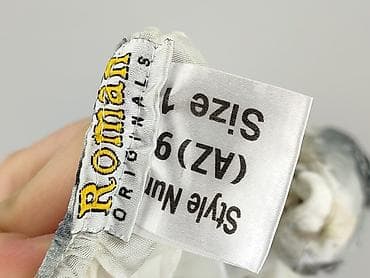 Roman
ORIGINALS
Style Nur
(AZ) 9
Size 1